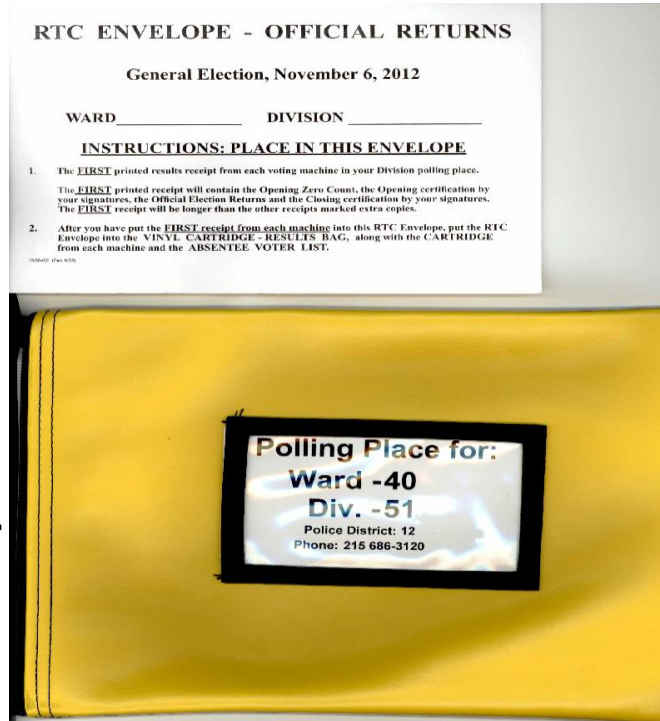 RTC ENVELOPE - OFFICIAL RETURNS
General Election, November 6, 2012
WARD_______________ DIVISION ________________
INSTRUCTIONS: PLACE IN THIS ENVELOPE
1. The FIRST printed results receipt from each voting machine in your Division polling place.
The FIRST printed receipt will contain the Opening Zero Count, the Opening certification by
your signatures, the Official Election Returns and the Closing certification by your signatures.
The FIRST receipt will be longer than the other receipts marked extra copies.
2. After you have put the FIRST receipt from each machine into this RTC Envelope, put the RTC
Envelope into the VINYL CARTRIDGE - RESULTS BAG, along with the CARTRIDGE
from each machine and the ABSENTEE VOTER LIST.
Polling Place for:
Ward -40
Div. -51
Police District: 12
Phone: 215 686-3120